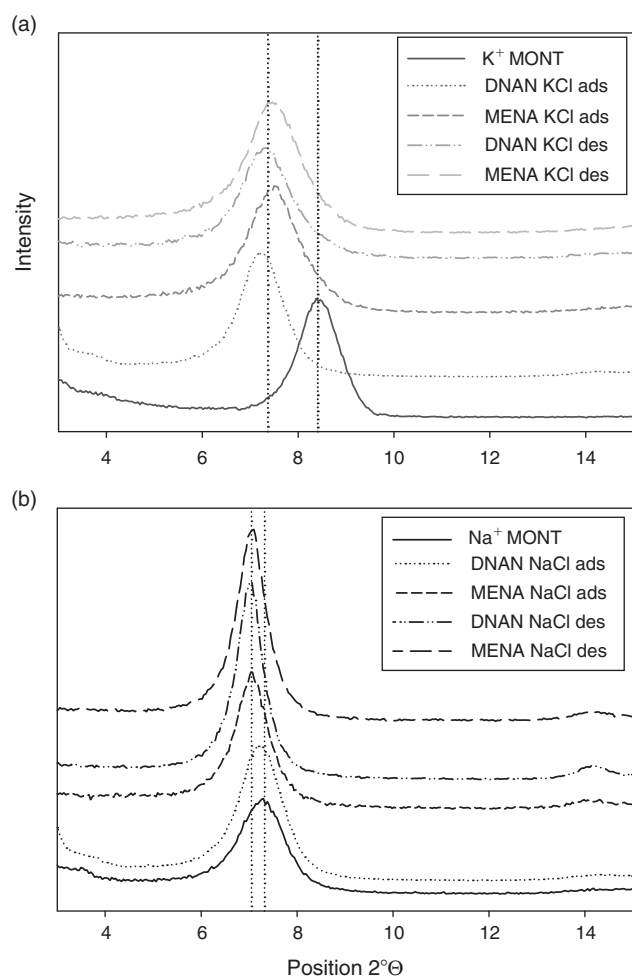 (a)
K+ MONT
DNAN KCl ads
MENA KCl ads
DNAN KCl des
MENA KCl des
Intensity
4 6 8 10 12 14
(b)
Na+ MONT
DNAN NaCl ads
MENA NaCl ads
DNAN NaCl des
MENA NaCl des
4 6 8 10 12 14
Position 2°Θ